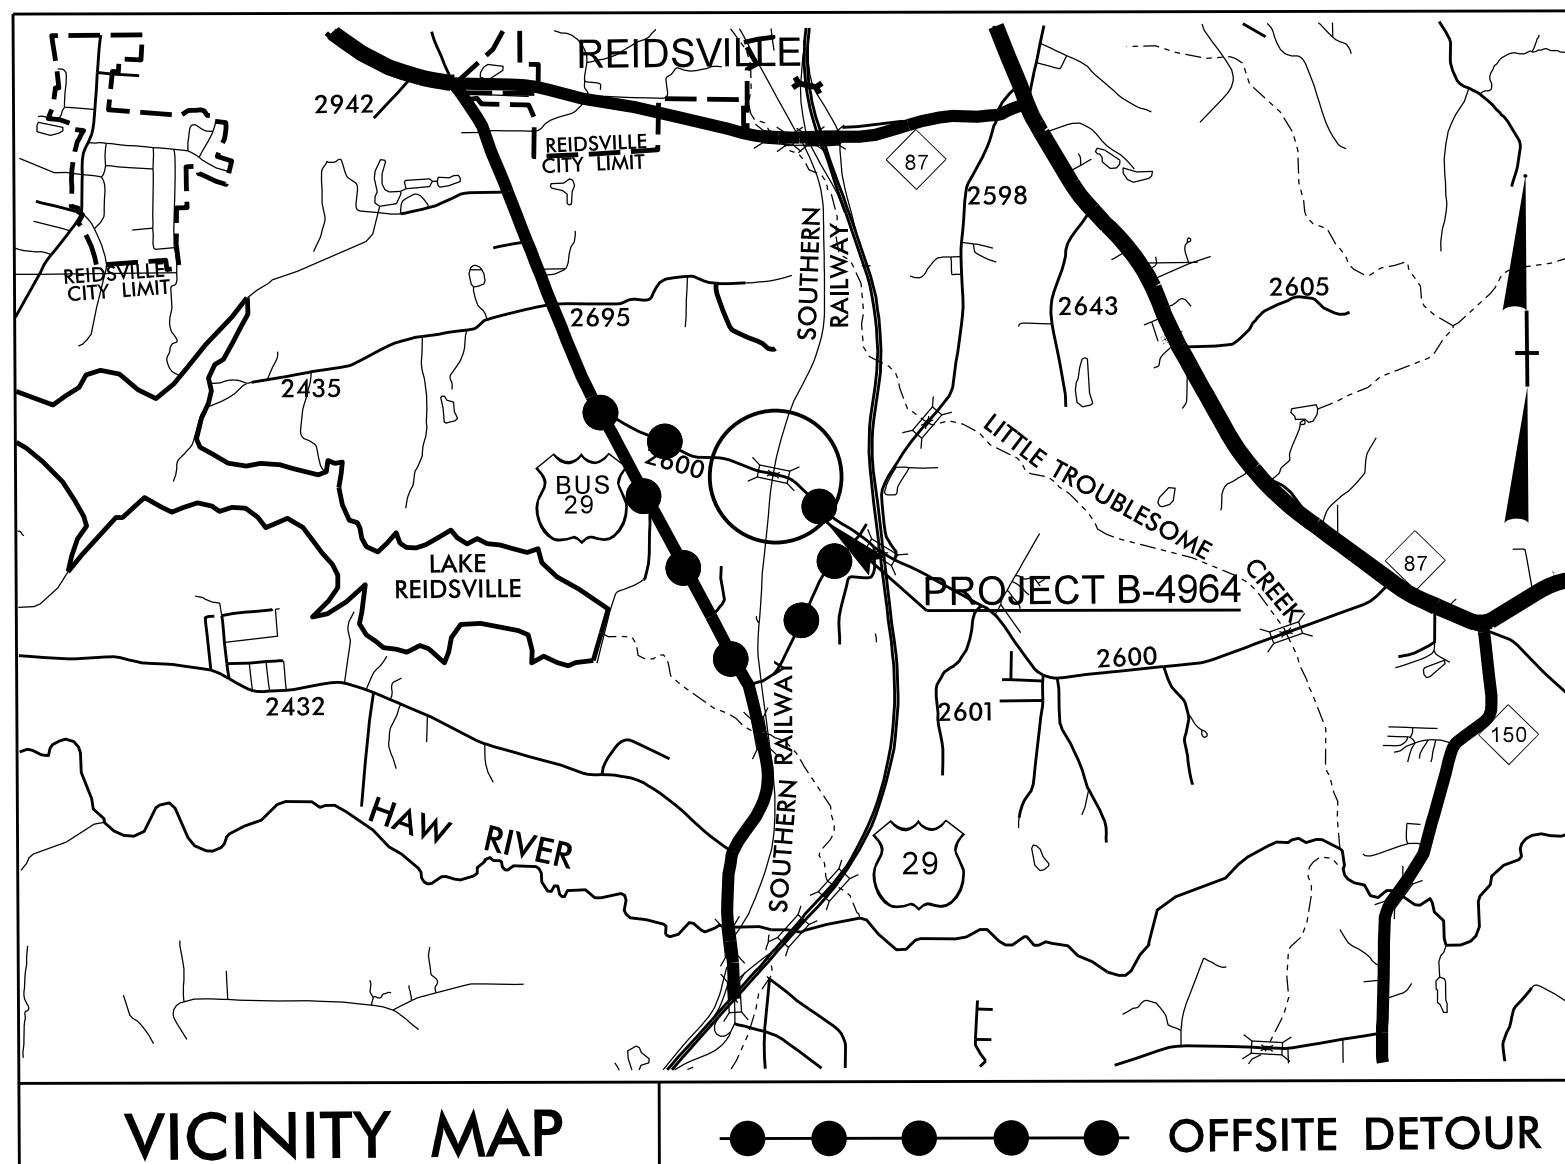 REIDSVILLE
2942
REIDSVILLE
CITY LIMIT
87
2598
SOUTHERN
RAILWAY
REIDSVILLE
CITY LIMIT
2695
2643
2605
2435
2600
BUS
29
LITTLE TROUBLESOME
CREEK
87
LAKE
REIDSVILLE
PROJECT B-4964
2600
2432
2601
150
SOUTHERN RAILWAY
HAW RIVER
29
VICINITY MAP
OFFSITE DETOUR